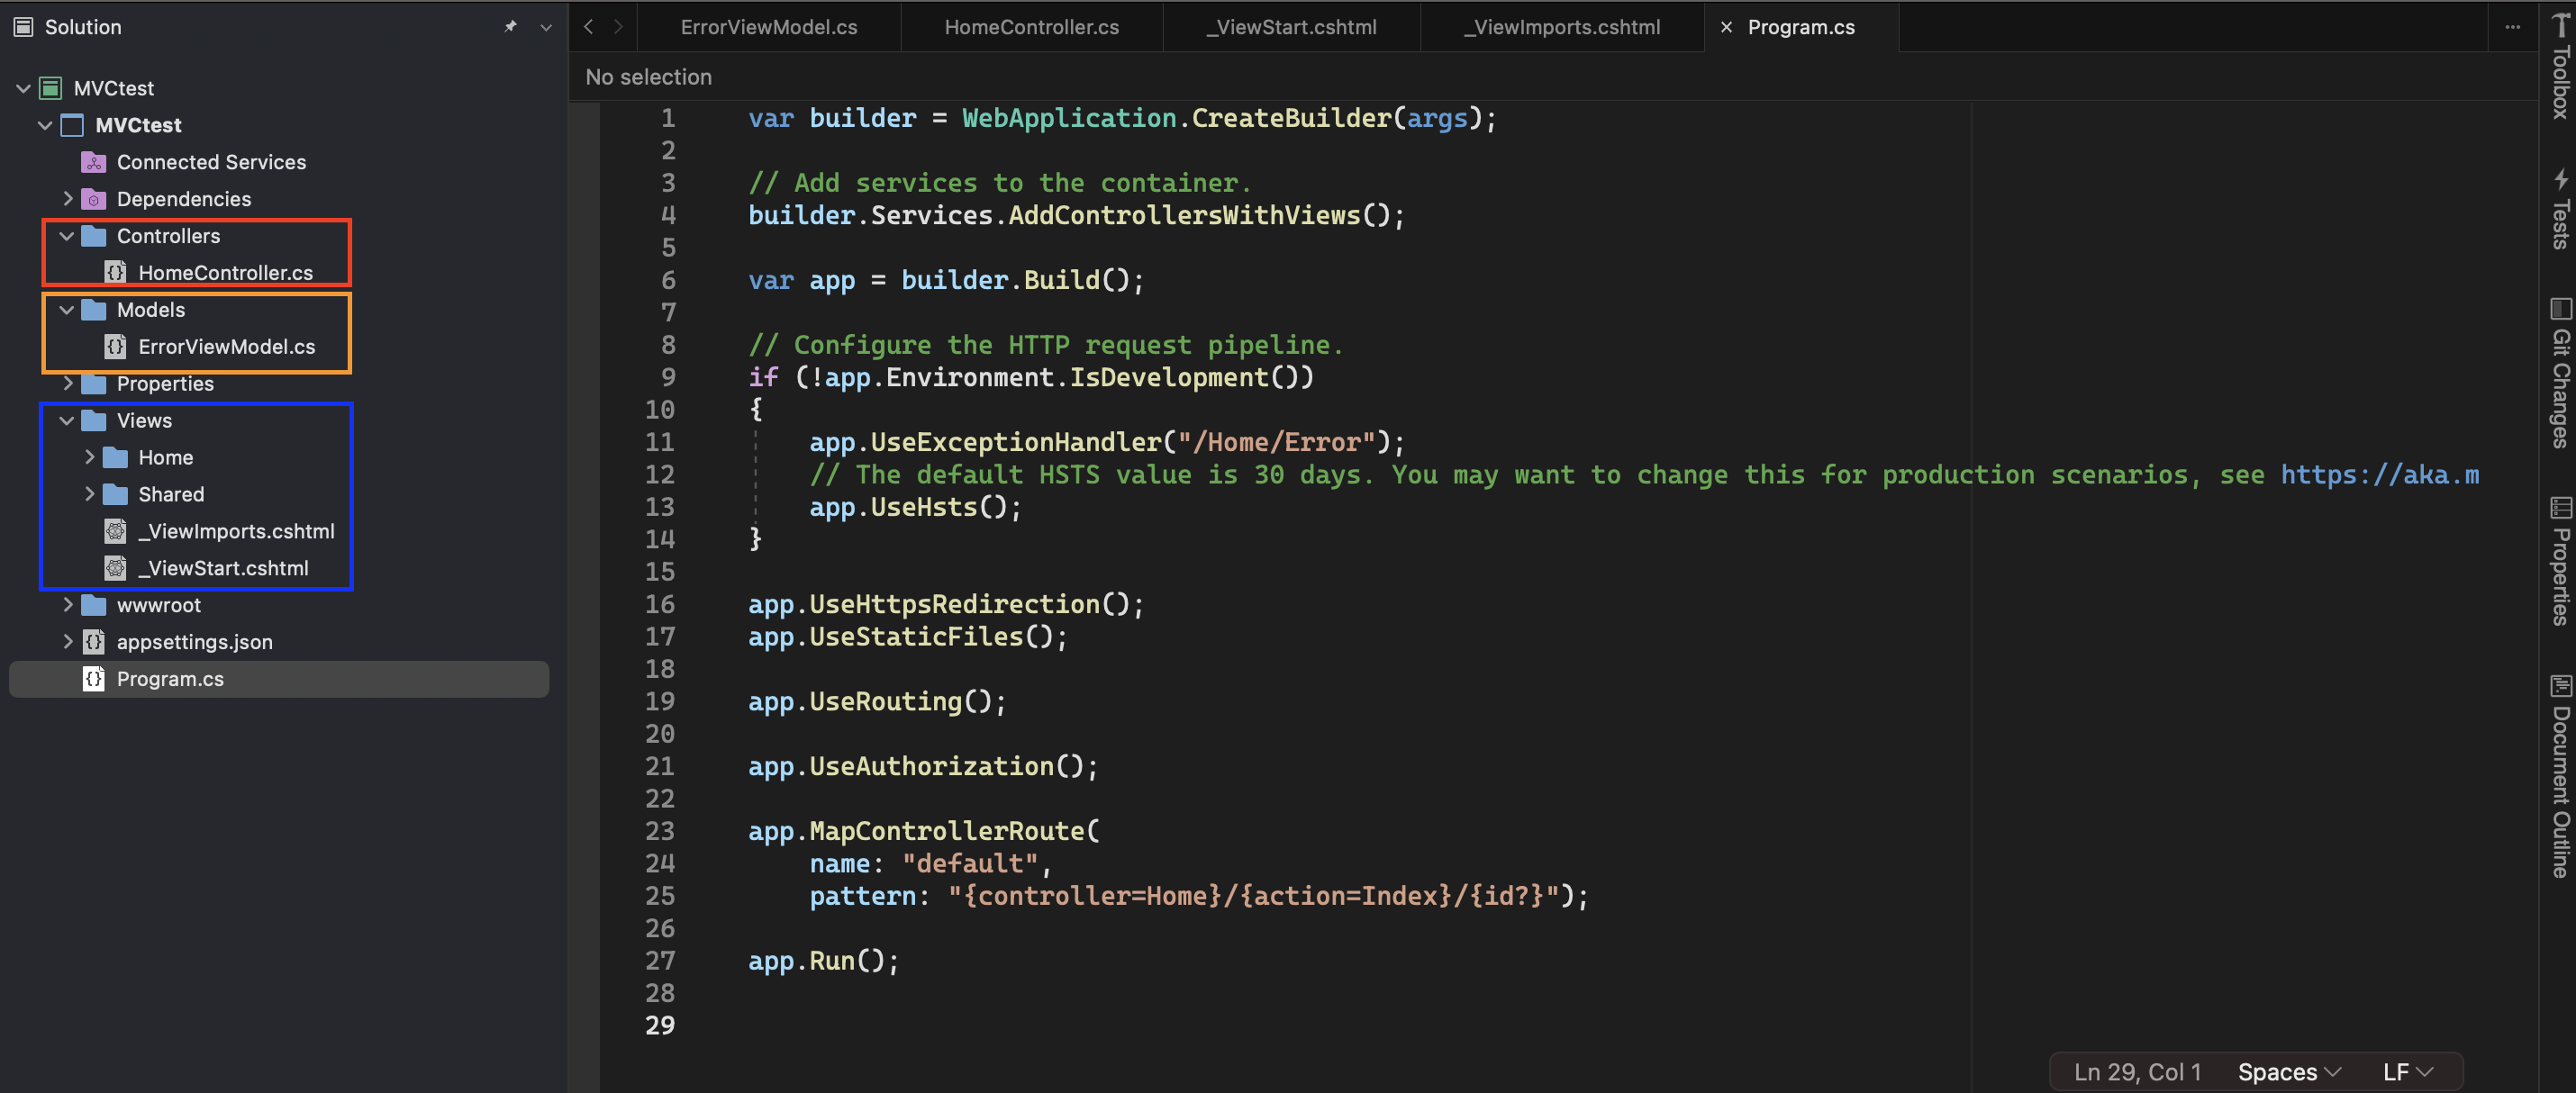 Solution
MVCtest
MVCtest
Connected Services
Dependencies
Controllers
HomeController.cs
Models
ErrorViewModel.cs
Properties
Views
Home
Shared
_ViewImports.cshtml
_ViewStart.cshtml
wwwroot
appsettings.json
Program.cs
ErrorViewModel.cs HomeController.cs _ViewStart.cshtml _ViewImports.cshtml Program.cs
No selection
1 var builder = WebApplication.CreateBuilder(args);
2
3 // Add services to the container.
4 builder.Services.AddControllersWithViews();
5
6 var app = builder.Build();
7
8 // Configure the HTTP request pipeline.
9 if (!app.Environment.IsDevelopment())
10 {
11     app.UseExceptionHandler("/Home/Error");
12     // The default HSTS value is 30 days. You may want to change this for production scenarios, see https://aka.m
13     app.UseHsts();
14 }
15
16 app.UseHttpsRedirection();
17 app.UseStaticFiles();
18
19 app.UseRouting();
20
21 app.UseAuthorization();
22
23 app.MapControllerRoute(
24     name: "default",
25     pattern: "{controller=Home}/{action=Index}/{id?}");
26
27 app.Run();
28
29
Ln 29, Col 1 Spaces LF
Toolbox
Tests
Git Changes
Properties
Document Outline